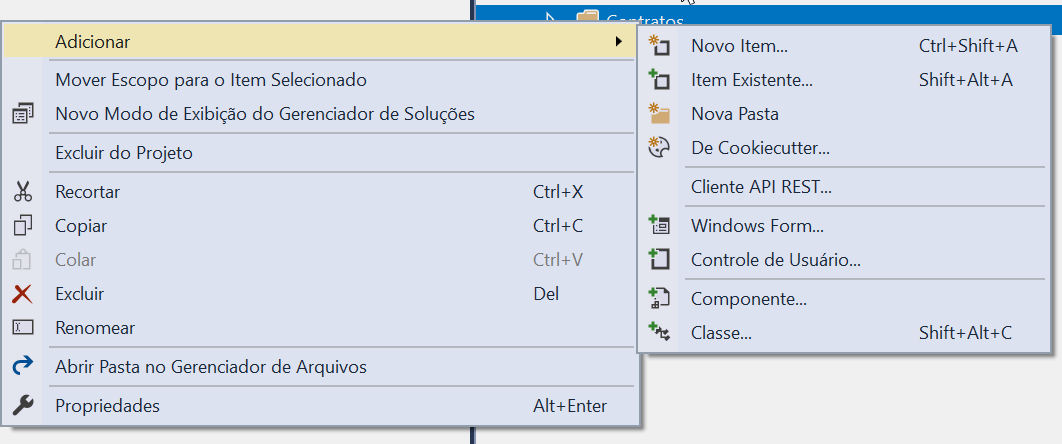 Contratos
Adicionar
Mover Escopo para o Item Selecionado
Novo Modo de Exibição do Gerenciador de Soluções
Excluir do Projeto
Recortar Ctrl+X
Copiar Ctrl+C
Colar Ctrl+V
Excluir Del
Renomear
Abrir Pasta no Gerenciador de Arquivos
Propriedades Alt+Enter
Novo Item... Ctrl+Shift+A
Item Existente... Shift+Alt+A
Nova Pasta
De Cookiecutter...
Cliente API REST...
Windows Form...
Controle de Usuário...
Componente...
Classe... Shift+Alt+C